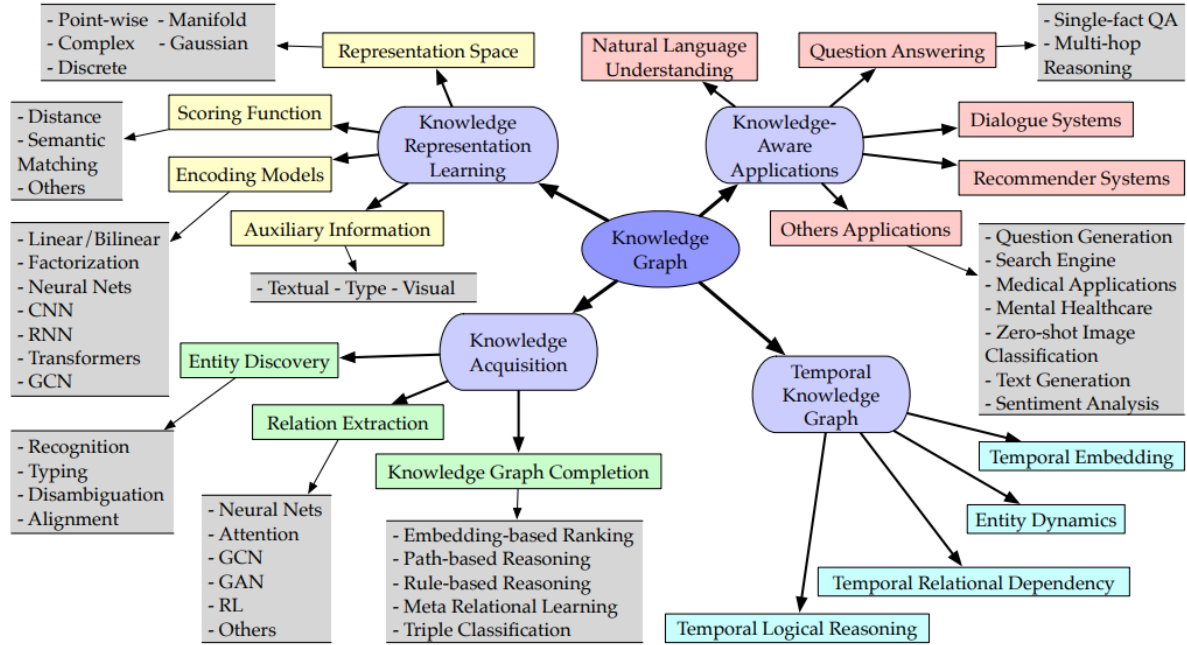 - Point-wise - Manifold
- Complex - Gaussian
- Discrete
Representation Space
Natural Language
Understanding
Question Answering
- Single-fact QA
- Multi-hop
Reasoning
- Distance
- Semantic
Matching
- Others
Scoring Function
Encoding Models
Auxiliary Information
Knowledge
Representation
Learning
Knowledge-
Aware
Applications
Dialogue Systems
Recommender Systems
Others Applications
Knowledge
Graph
- Linear/Bilinear
- Factorization
- Neural Nets
- CNN
- RNN
- Transformers
- GCN
- Textual - Type - Visual
- Question Generation
- Search Engine
- Medical Applications
- Mental Healthcare
- Zero-shot Image
Classification
- Text Generation
- Sentiment Analysis
Knowledge
Acquisition
Entity Discovery
Relation Extraction
Knowledge Graph Completion
- Recognition
- Typing
- Disambiguation
- Alignment
- Neural Nets
- Attention
- GCN
- GAN
- RL
- Others
- Embedding-based Ranking
- Path-based Reasoning
- Rule-based Reasoning
- Meta Relational Learning
- Triple Classification
Temporal
Knowledge
Graph
Temporal Embedding
Entity Dynamics
Temporal Relational Dependency
Temporal Logical Reasoning